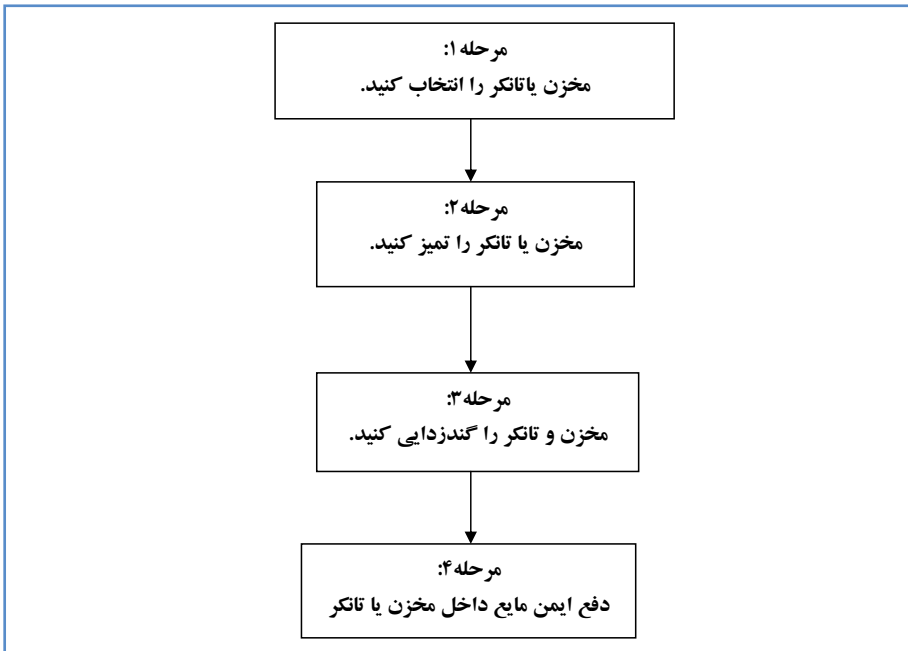 مرحله۱:
مخزن یاتانکر را انتخاب کنید.
مرحله۲:
مخزن یا تانکر را تمیز کنید.
مرحله۳:
مخزن و تانکر را گندزدایی کنید.
مرحله۴:
دفع ایمن مایع داخل مخزن یا تانکر